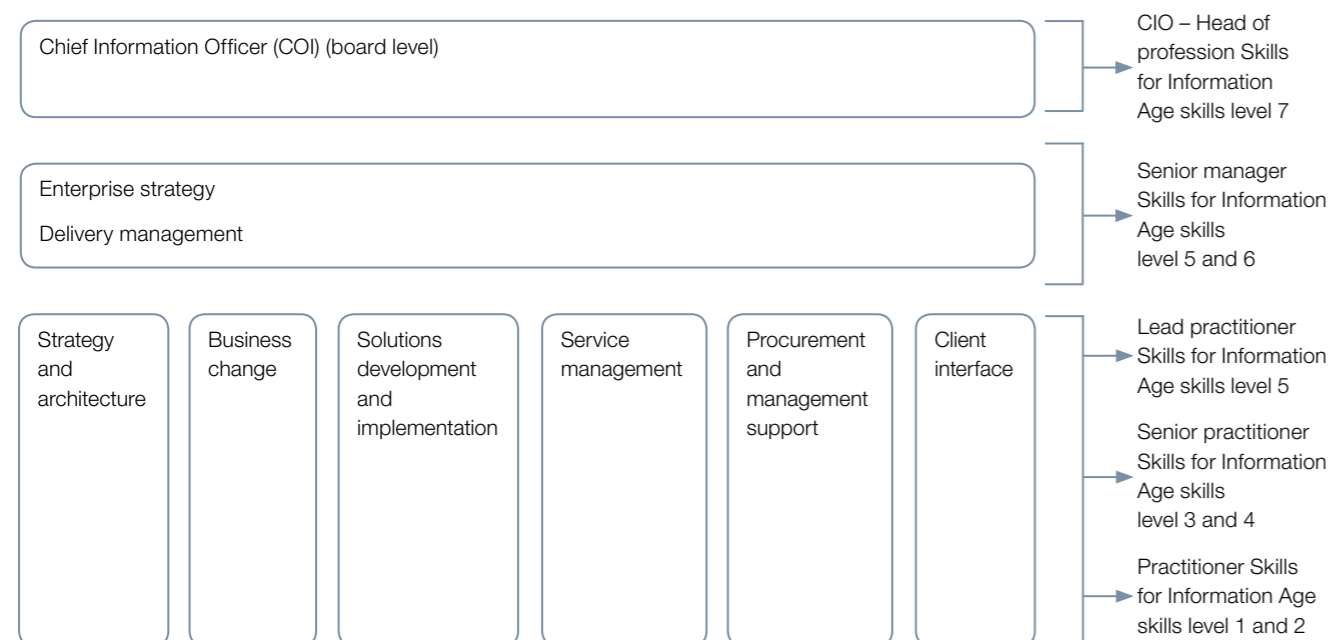 Chief Information Officer (COI) (board level)
CIO – Head of
profession Skills
for Information
Age skills level 7
Enterprise strategy
Delivery management
Senior manager
Skills for Information
Age skills
level 5 and 6
Strategy
and
architecture
Business
change
Solutions
development
and
implementation
Service
management
Procurement
and
management
support
Client
interface
Lead practitioner
Skills for Information
Age skills level 5
Senior practitioner
Skills for Information
Age skills
level 3 and 4
Practitioner Skills
for Information Age
skills level 1 and 2